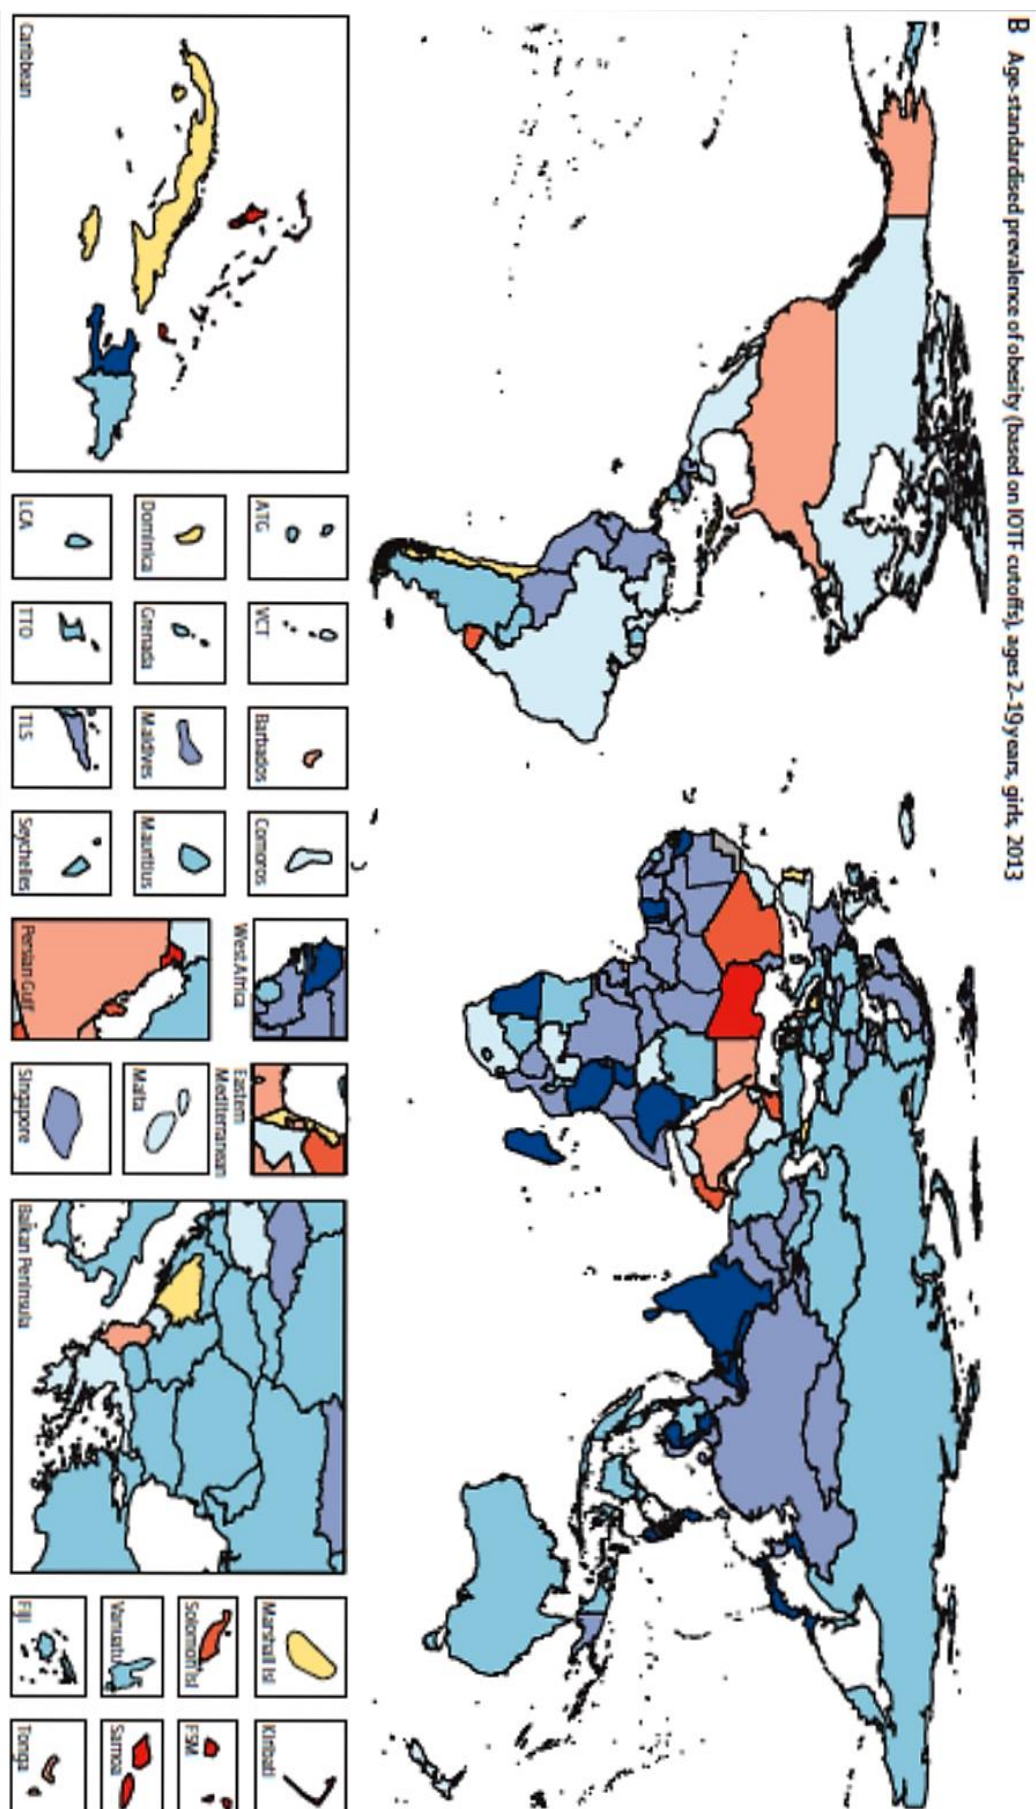 B Age-standardised prevalence of obesity (based on IOTF cutoffs), ages 2–19 years, girls, 2013
Caribbean
LCA
Dominica
ATG
TTO
Grenada
VCT
TLS
Maldives
Barbados
Seychelles
Mauritius
Comoros
Persian Gulf
West Africa
Singapore
Malta
Eastern
Mediterranean
Balkan Peninsula
Fiji
Vanuatu
Solomon Isl
Marshall Isl
Tonga
Samoa
FSM
Kiribati